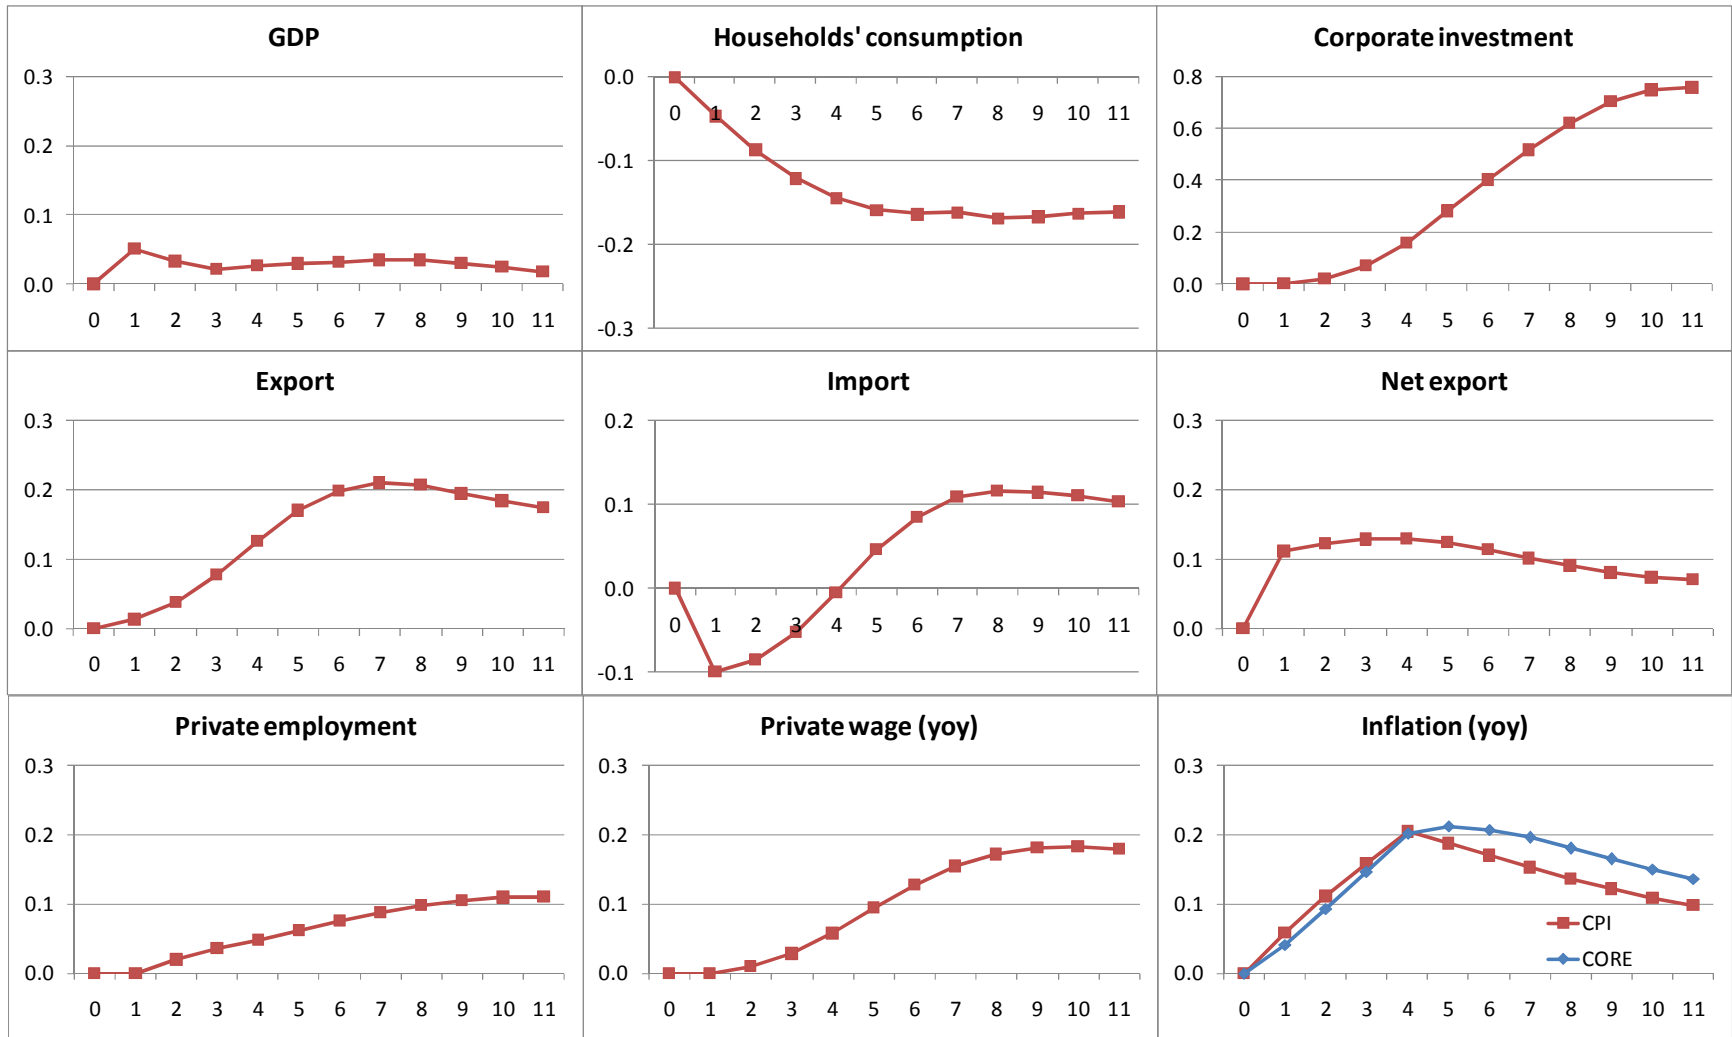 GDP
0.3
0.2
0.1
0.0
0 1 2 3 4 5 6 7 8 9 10 11
Households' consumption
0.0
0 1 2 3 4 5 6 7 8 9 10 11
-0.1
-0.2
-0.3
Corporate investment
0.8
0.6
0.4
0.2
0.0
0 1 2 3 4 5 6 7 8 9 10 11
Export
0.3
0.2
0.1
0.0
0 1 2 3 4 5 6 7 8 9 10 11
Import
0.2
0.1
0.0
0 1 2 3 4 5 6 7 8 9 10 11
-0.1
Net export
0.3
0.2
0.1
0.0
0 1 2 3 4 5 6 7 8 9 10 11
Private employment
0.3
0.2
0.1
0.0
0 1 2 3 4 5 6 7 8 9 10 11
Private wage (yoy)
0.3
0.2
0.1
0.0
0 1 2 3 4 5 6 7 8 9 10 11
Inflation (yoy)
0.3
0.2
0.1
CPI
CORE
0.0
0 1 2 3 4 5 6 7 8 9 10 11